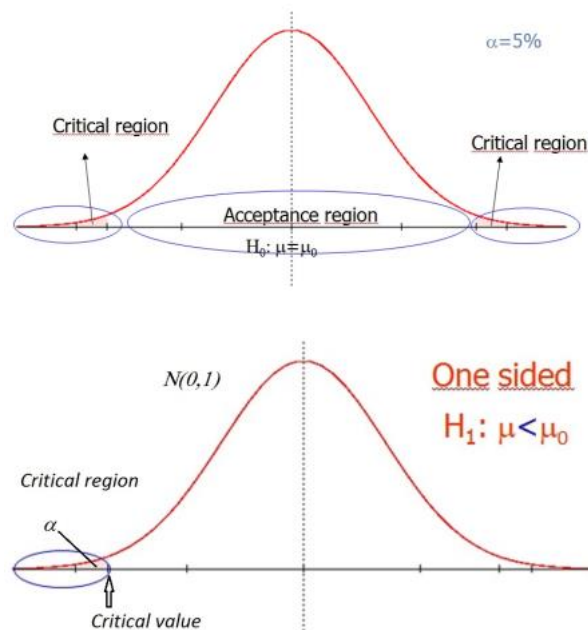 α=5%
Critical region
Critical region
Acceptance region
H₀: μ=μ₀
N(0,1)
One sided
H₁: μ<μ₀
Critical region
α
Critical value